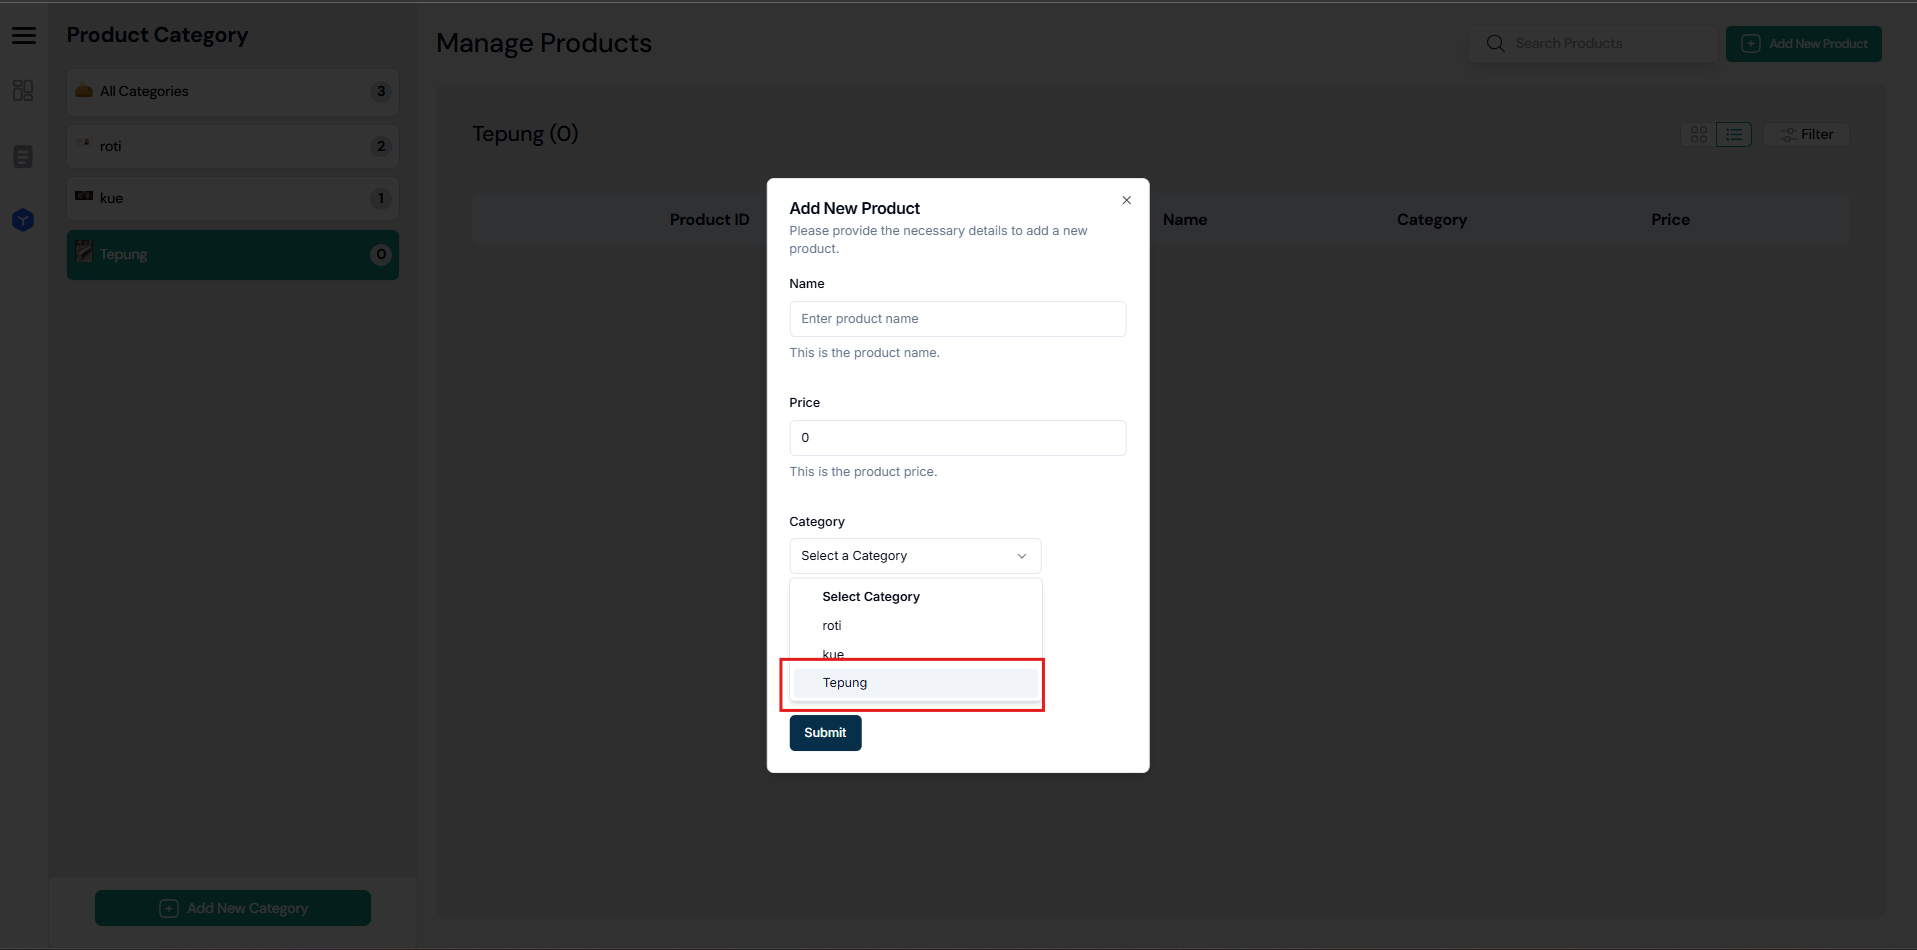 Product Category
All Categories
3
roti
2
kue
1
Tepung
0
Add New Category
Manage Products
Search Products
Add New Product
Tepung (0)
Filter
Product ID
Name
Category
Price
Add New Product
Please provide the necessary details to add a new
product.
Name
Enter product name
This is the product name.
Price
0
This is the product price.
Category
Select a Category
Select Category
roti
kue
Tepung
Submit